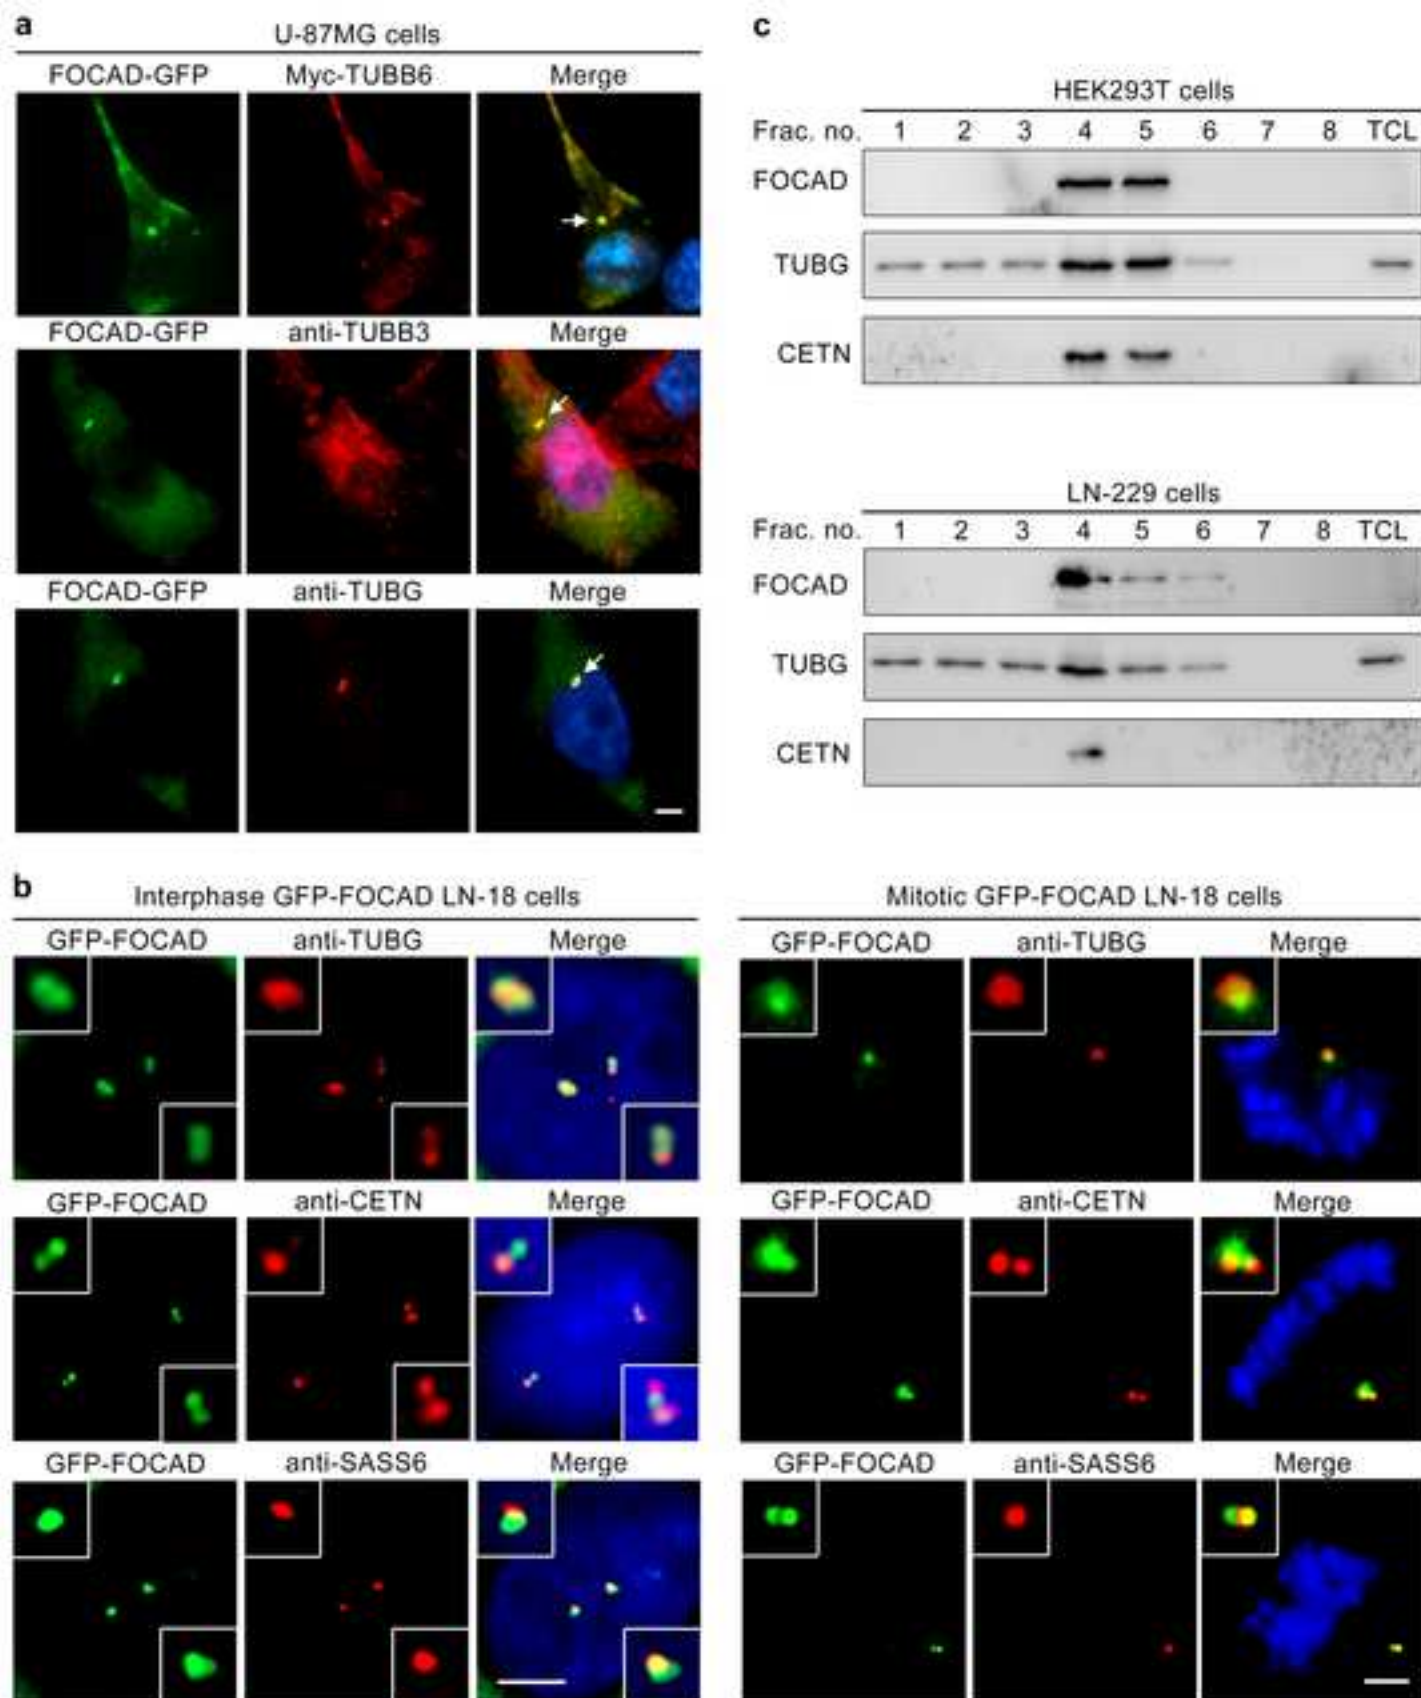 a
U-87MG cells
FOCAD-GFP Myc-TUBB6 Merge
FOCAD-GFP anti-TUBB3 Merge
FOCAD-GFP anti-TUBG Merge
c
HEK293T cells
Frac. no. 1 2 3 4 5 6 7 8 TCL
FOCAD
TUBG
CETN
LN-229 cells
Frac. no. 1 2 3 4 5 6 7 8 TCL
FOCAD
TUBG
CETN
b
Interphase GFP-FOCAD LN-18 cells
GFP-FOCAD anti-TUBG Merge
GFP-FOCAD anti-CETN Merge
GFP-FOCAD anti-SASS6 Merge
Mitotic GFP-FOCAD LN-18 cells
GFP-FOCAD anti-TUBG Merge
GFP-FOCAD anti-CETN Merge
GFP-FOCAD anti-SASS6 Merge